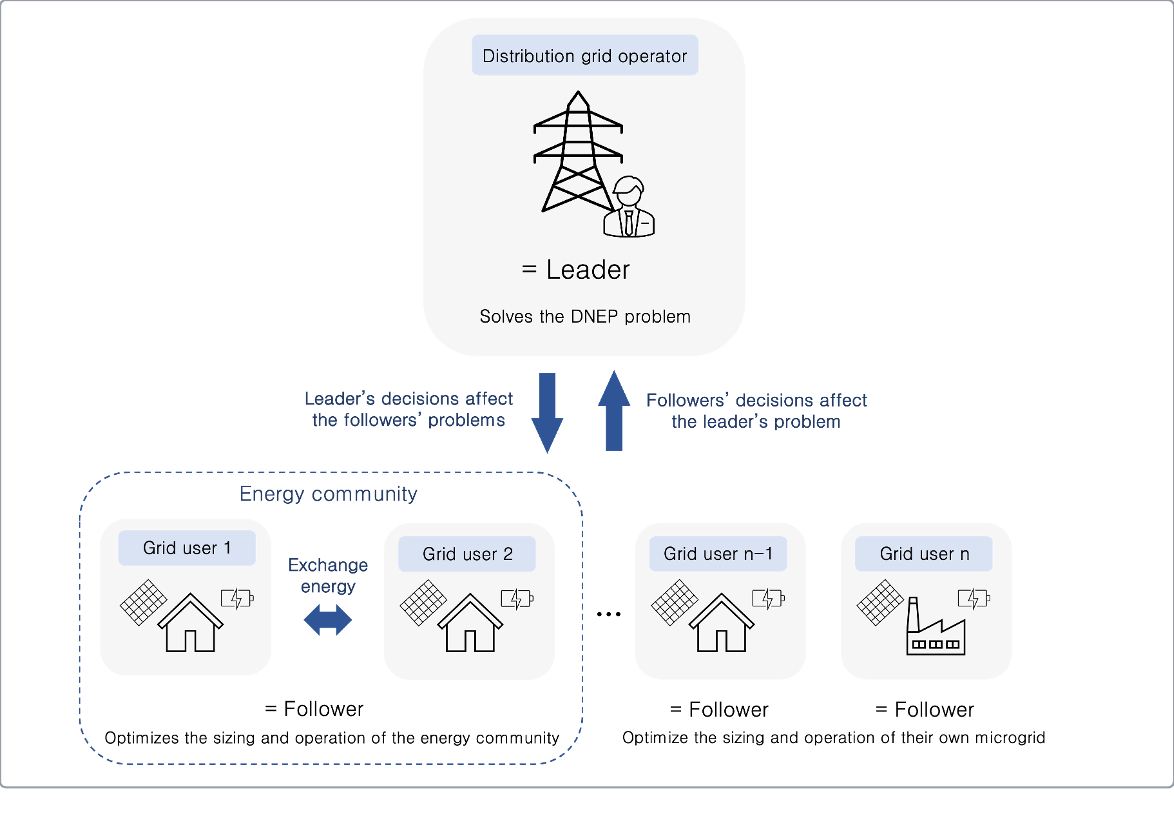 Distribution grid operator
= Leader
Solves the DNEP problem
Leader's decisions affect
the followers' problems
Followers' decisions affect
the leader's problem
Energy community
Grid user 1
Exchange
energy
Grid user 2
...
Grid user n-1
Grid user n
= Follower
Optimizes the sizing and operation of the energy community
= Follower
= Follower
Optimize the sizing and operation of their own microgrid